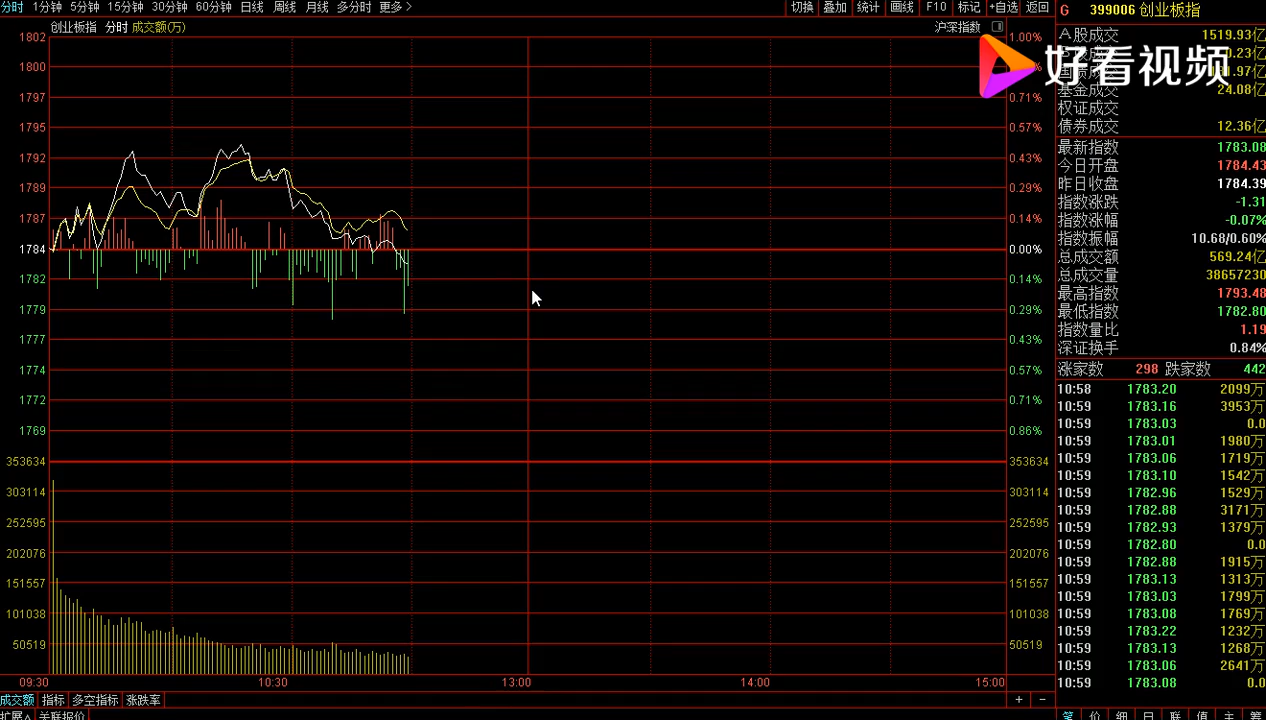 分时 1分钟 5分钟 15分钟 30分钟 60分钟 日线 周线 月线 多分时 更多> 切换 叠加 统计 画线 F10 标记 +自选 返回 G 399006 创业板指
创业板指 分时 成交额(万) 沪深指数
1802 1.00%
1800
1797 0.71%
1795 0.57%
1792 0.43%
1789 0.29%
1787 0.14%
1784 0.00%
1782 0.14%
1779 0.29%
1777 0.43%
1774 0.57%
1772 0.71%
1769 0.86%
353634 353634
303114 303114
252595 252595
202076 202076
151557 151557
101038 101038
50519 50519
09:30 10:30 13:00 14:00 15:00
成交额 指标 多空指标 涨跌率 + -
扩展∧ 关联报价
好看视频
A股成交 1519.93亿
基金成交 24.08亿
权证成交
债券成交 12.36亿
最新指数 1783.08
今日开盘 1784.43
昨日收盘 1784.39
指数涨跌 -1.31
指数涨幅 -0.07%
指数振幅 10.68/0.60%
总成交额 569.24亿
总成交量 38657230
最高指数 1793.48
最低指数 1782.80
指数量比 1.19
深证换手 0.84%
涨家数 298 跌家数 442
10:58 1783.20 2099万
10:59 1783.16 3953万
10:59 1783.03 0.0
10:59 1783.01 1980万
10:59 1783.06 1719万
10:59 1783.10 1542万
10:59 1782.96 1529万
10:59 1782.88 3171万
10:59 1782.93 1379万
10:59 1782.80 0.0
10:59 1782.88 1915万
10:59 1783.13 1313万
10:59 1783.03 1799万
10:59 1783.08 1769万
10:59 1783.22 1232万
10:59 1783.13 1268万
10:59 1783.06 2641万
10:59 1783.08 0.0
笔 价 细 日 联 值 主 筹